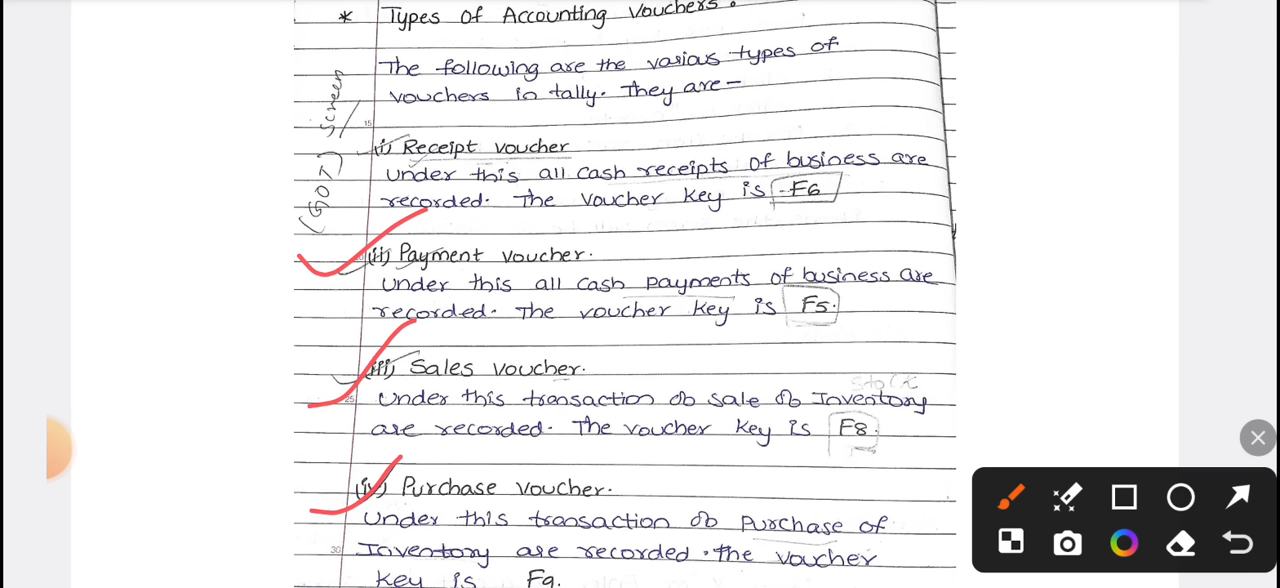 * Types of Accounting Vouchers.
The following are the various types of
vouchers in tally. They are -
(GOT) Screen
15
(i) Receipt voucher
under this all cash receipts of business are
recorded. The voucher key is F6
(ii) Payment voucher.
under this all cash payments of business are
recorded. The voucher key is F5.
(iii) Sales voucher.
stock
25
under this transaction of sale of Inventory
are recorded. The voucher key is F8.
(iv) Purchase voucher.
under this transaction of purchase of
30
Inventory are recorded. The voucher
key is F9.